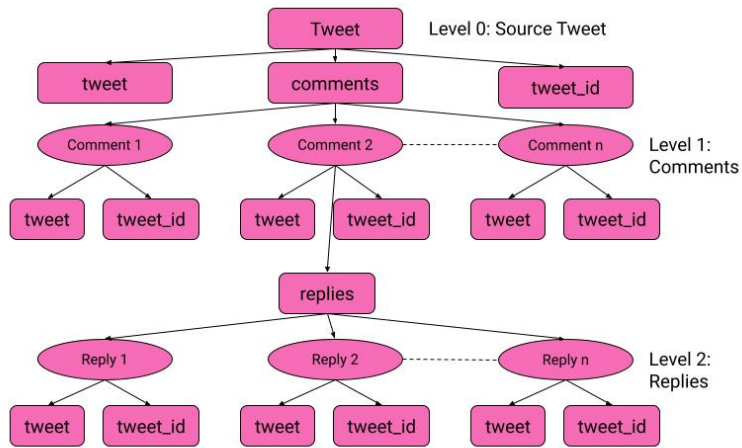 Tweet
Level 0: Source Tweet
tweet
comments
tweet_id
Comment 1
Comment 2
Comment n
Level 1:
Comments
tweet
tweet_id
tweet
tweet_id
tweet
tweet_id
replies
Reply 1
Reply 2
Reply n
Level 2:
Replies
tweet
tweet_id
tweet
tweet_id
tweet
tweet_id